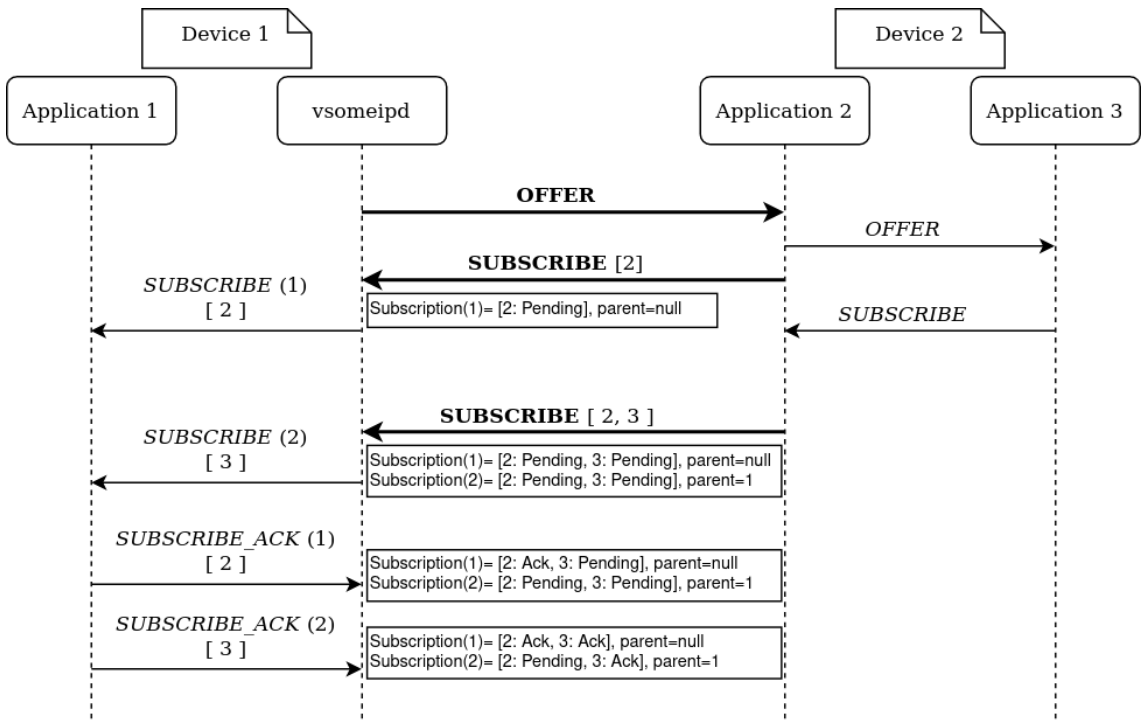 Device 1
Device 2
Application 1
vsomeipd
Application 2
Application 3
OFFER
OFFER
SUBSCRIBE [2]
SUBSCRIBE (1)
[ 2 ]
Subscription(1)= [2: Pending], parent=null
SUBSCRIBE
SUBSCRIBE [ 2, 3 ]
SUBSCRIBE (2)
[ 3 ]
Subscription(1)= [2: Pending, 3: Pending], parent=null
Subscription(2)= [2: Pending, 3: Pending], parent=1
SUBSCRIBE_ACK (1)
[ 2 ]
Subscription(1)= [2: Ack, 3: Pending], parent=null
Subscription(2)= [2: Pending, 3: Pending], parent=1
SUBSCRIBE_ACK (2)
[ 3 ]
Subscription(1)= [2: Ack, 3: Ack], parent=null
Subscription(2)= [2: Pending, 3: Ack], parent=1